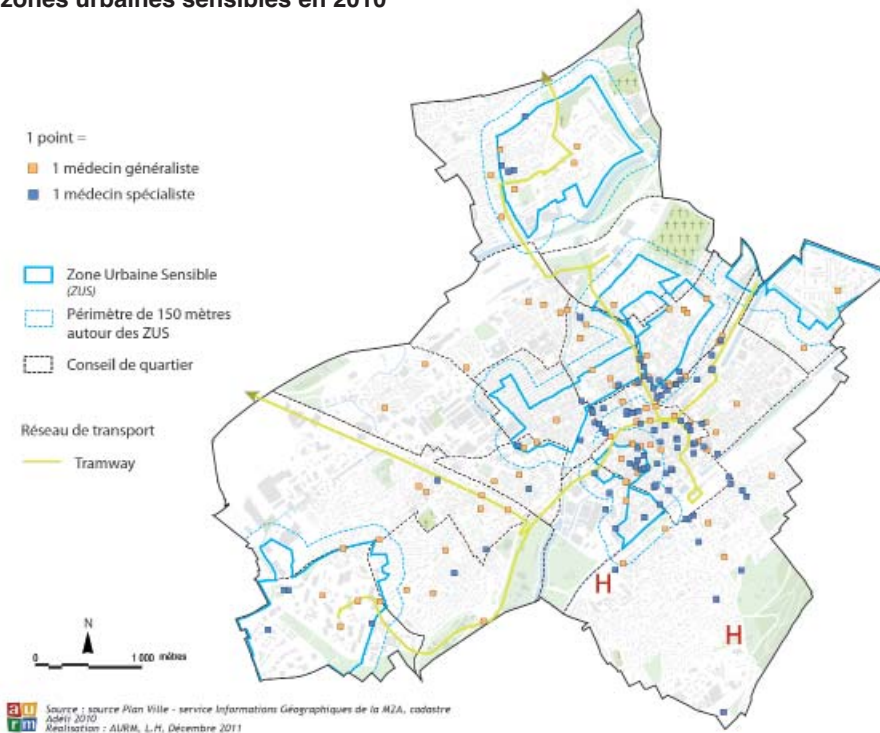 zones urbaines sensibles en 2010
1 point =
1 médecin généraliste
1 médecin spécialiste
Zone Urbaine Sensible
(ZUS)
Périmètre de 150 mètres
autour des ZUS
Conseil de quartier
Réseau de transport
Tramway
H
H
N
0 1 000 mètres
au
rm
Source : source Plan Ville - service Informations Géographiques de la M2A, cadastre
Adeli 2010
Réalisation : AURM, L.H, Décembre 2011